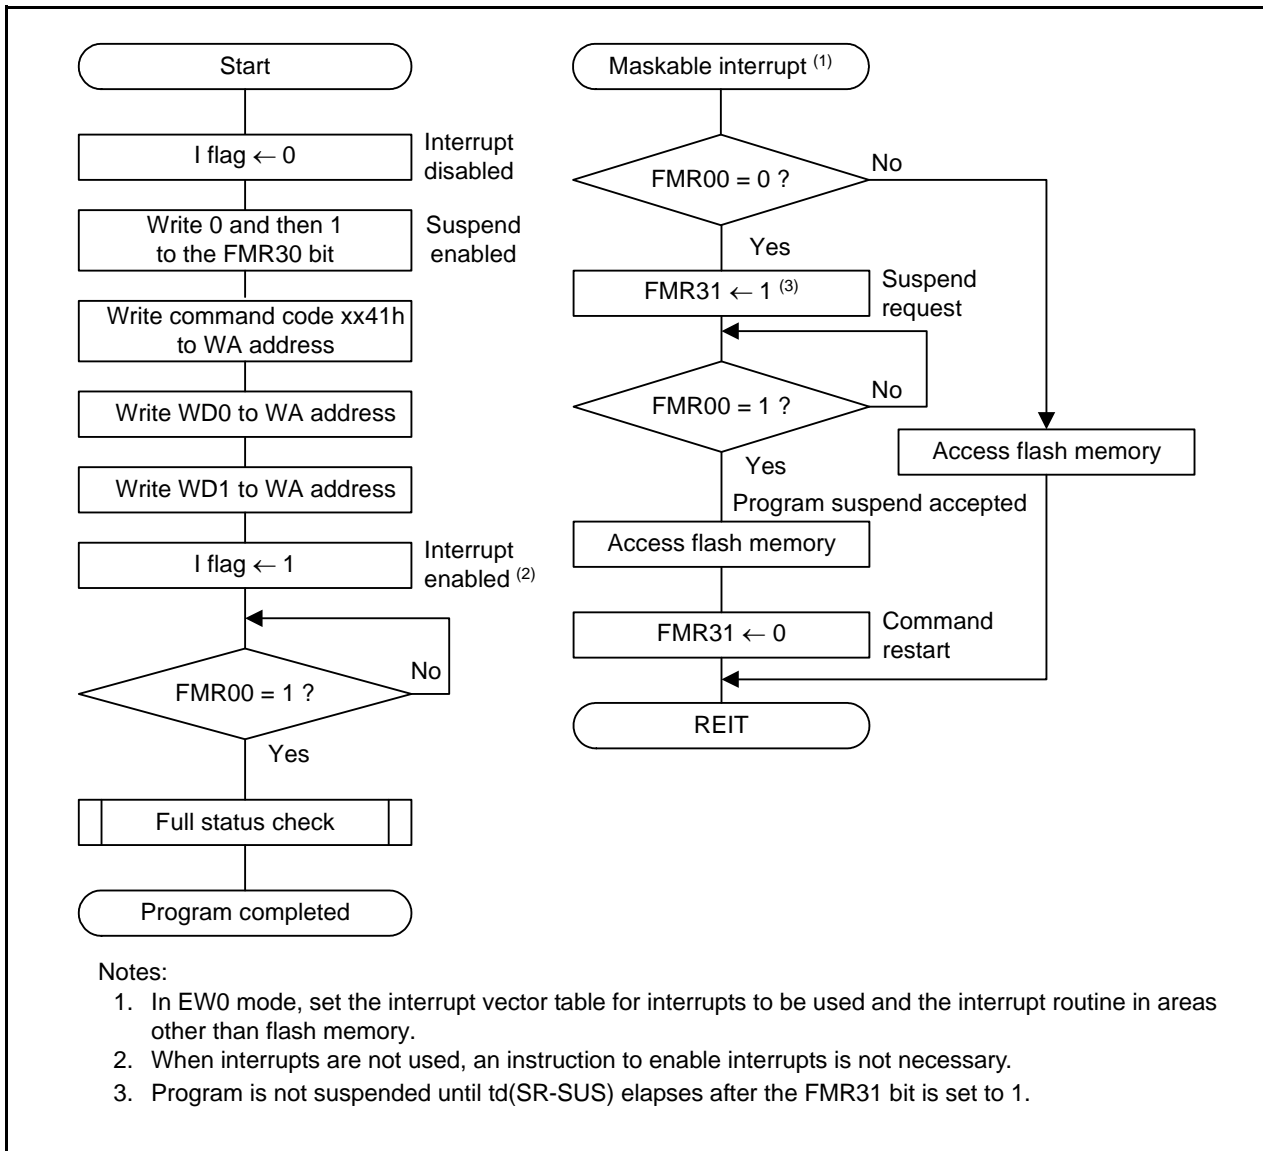 Start
I flag ← 0
Interrupt
disabled
Write 0 and then 1
to the FMR30 bit
Suspend
enabled
Write command code xx41h
to WA address
Write WD0 to WA address
Write WD1 to WA address
I flag ← 1
Interrupt
enabled (2)
No
FMR00 = 1 ?
Yes
Full status check
Program completed
Maskable interrupt (1)
No
FMR00 = 0 ?
Yes
FMR31 ← 1 (3)
Suspend
request
No
FMR00 = 1 ?
Yes
Program suspend accepted
Access flash memory
Access flash memory
FMR31 ← 0
Command
restart
REIT
Notes:
1. In EW0 mode, set the interrupt vector table for interrupts to be used and the interrupt routine in areas
other than flash memory.
2. When interrupts are not used, an instruction to enable interrupts is not necessary.
3. Program is not suspended until td(SR-SUS) elapses after the FMR31 bit is set to 1.